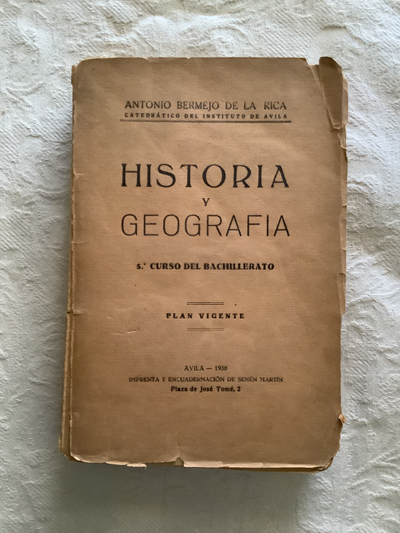 ANTONIO BERMEJO DE LA RICA
CATEDRÁTICO DEL INSTITUTO DE AVILA
HISTORIA
Y
GEOGRAFIA
5.º CURSO DEL BACHILLERATO
PLAN VIGENTE
AVILA — 1938
IMPRENTA Y ENCUADERNACIÓN DE SENÉN MARTÍN
Plaza de José Tomé, 2